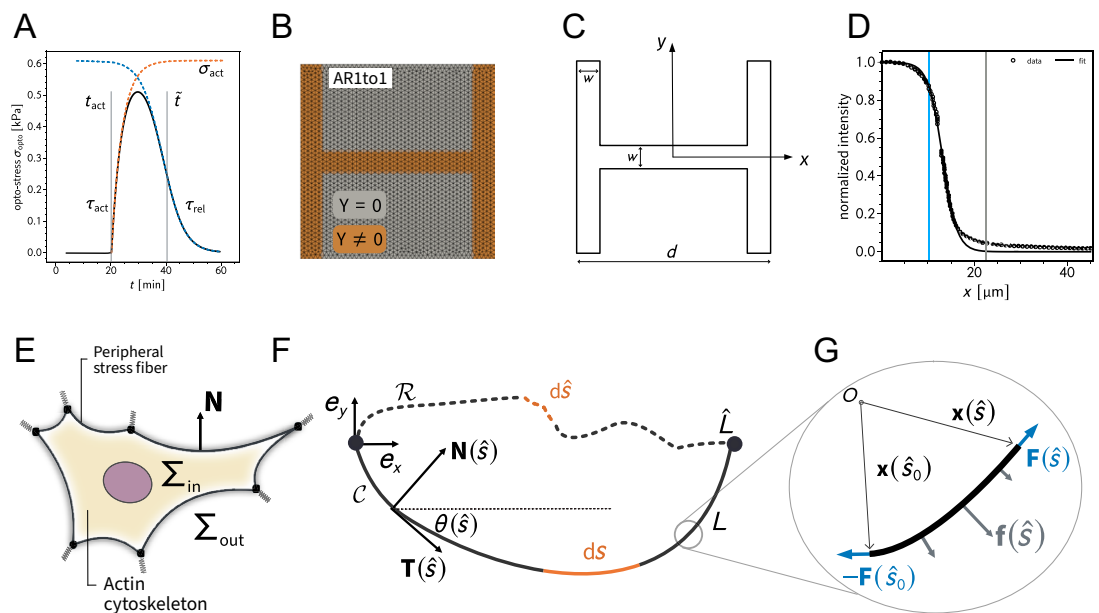 A
opto-stress σopto [kPa]
0.6
0.5
0.4
0.3
0.2
0.1
0.0
σact
tact
t̃
τact
τrel
0
20
40
60
t [min]
B
AR1to1
Y = 0
Y ≠ 0
C
y
w
w
x
d
D
normalized intensity
1.0
0.8
0.6
0.4
0.2
0.0
data
fit
0
20
40
x [μm]
E
Peripheral
stress fiber
N
Σin
Σout
Actin
cytoskeleton
F
ey
ℛ
dŝ
ex
N(ŝ)
L̂
𝒞
θ(ŝ)
L
T(ŝ)
ds
G
O
x(ŝ)
F(ŝ)
x(ŝ0)
f(ŝ)
−F(ŝ0)